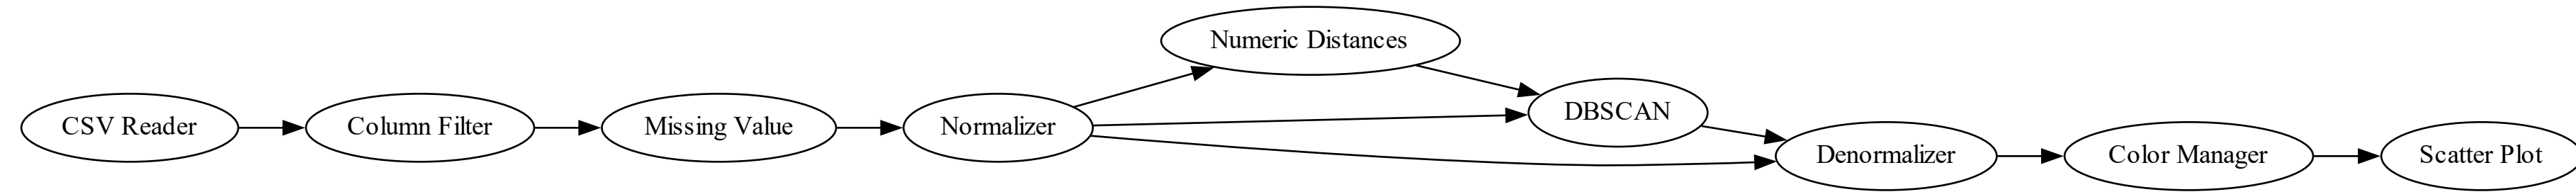 CSV Reader
Column Filter
Missing Value
Normalizer
Numeric Distances
DBSCAN
Denormalizer
Color Manager
Scatter Plot